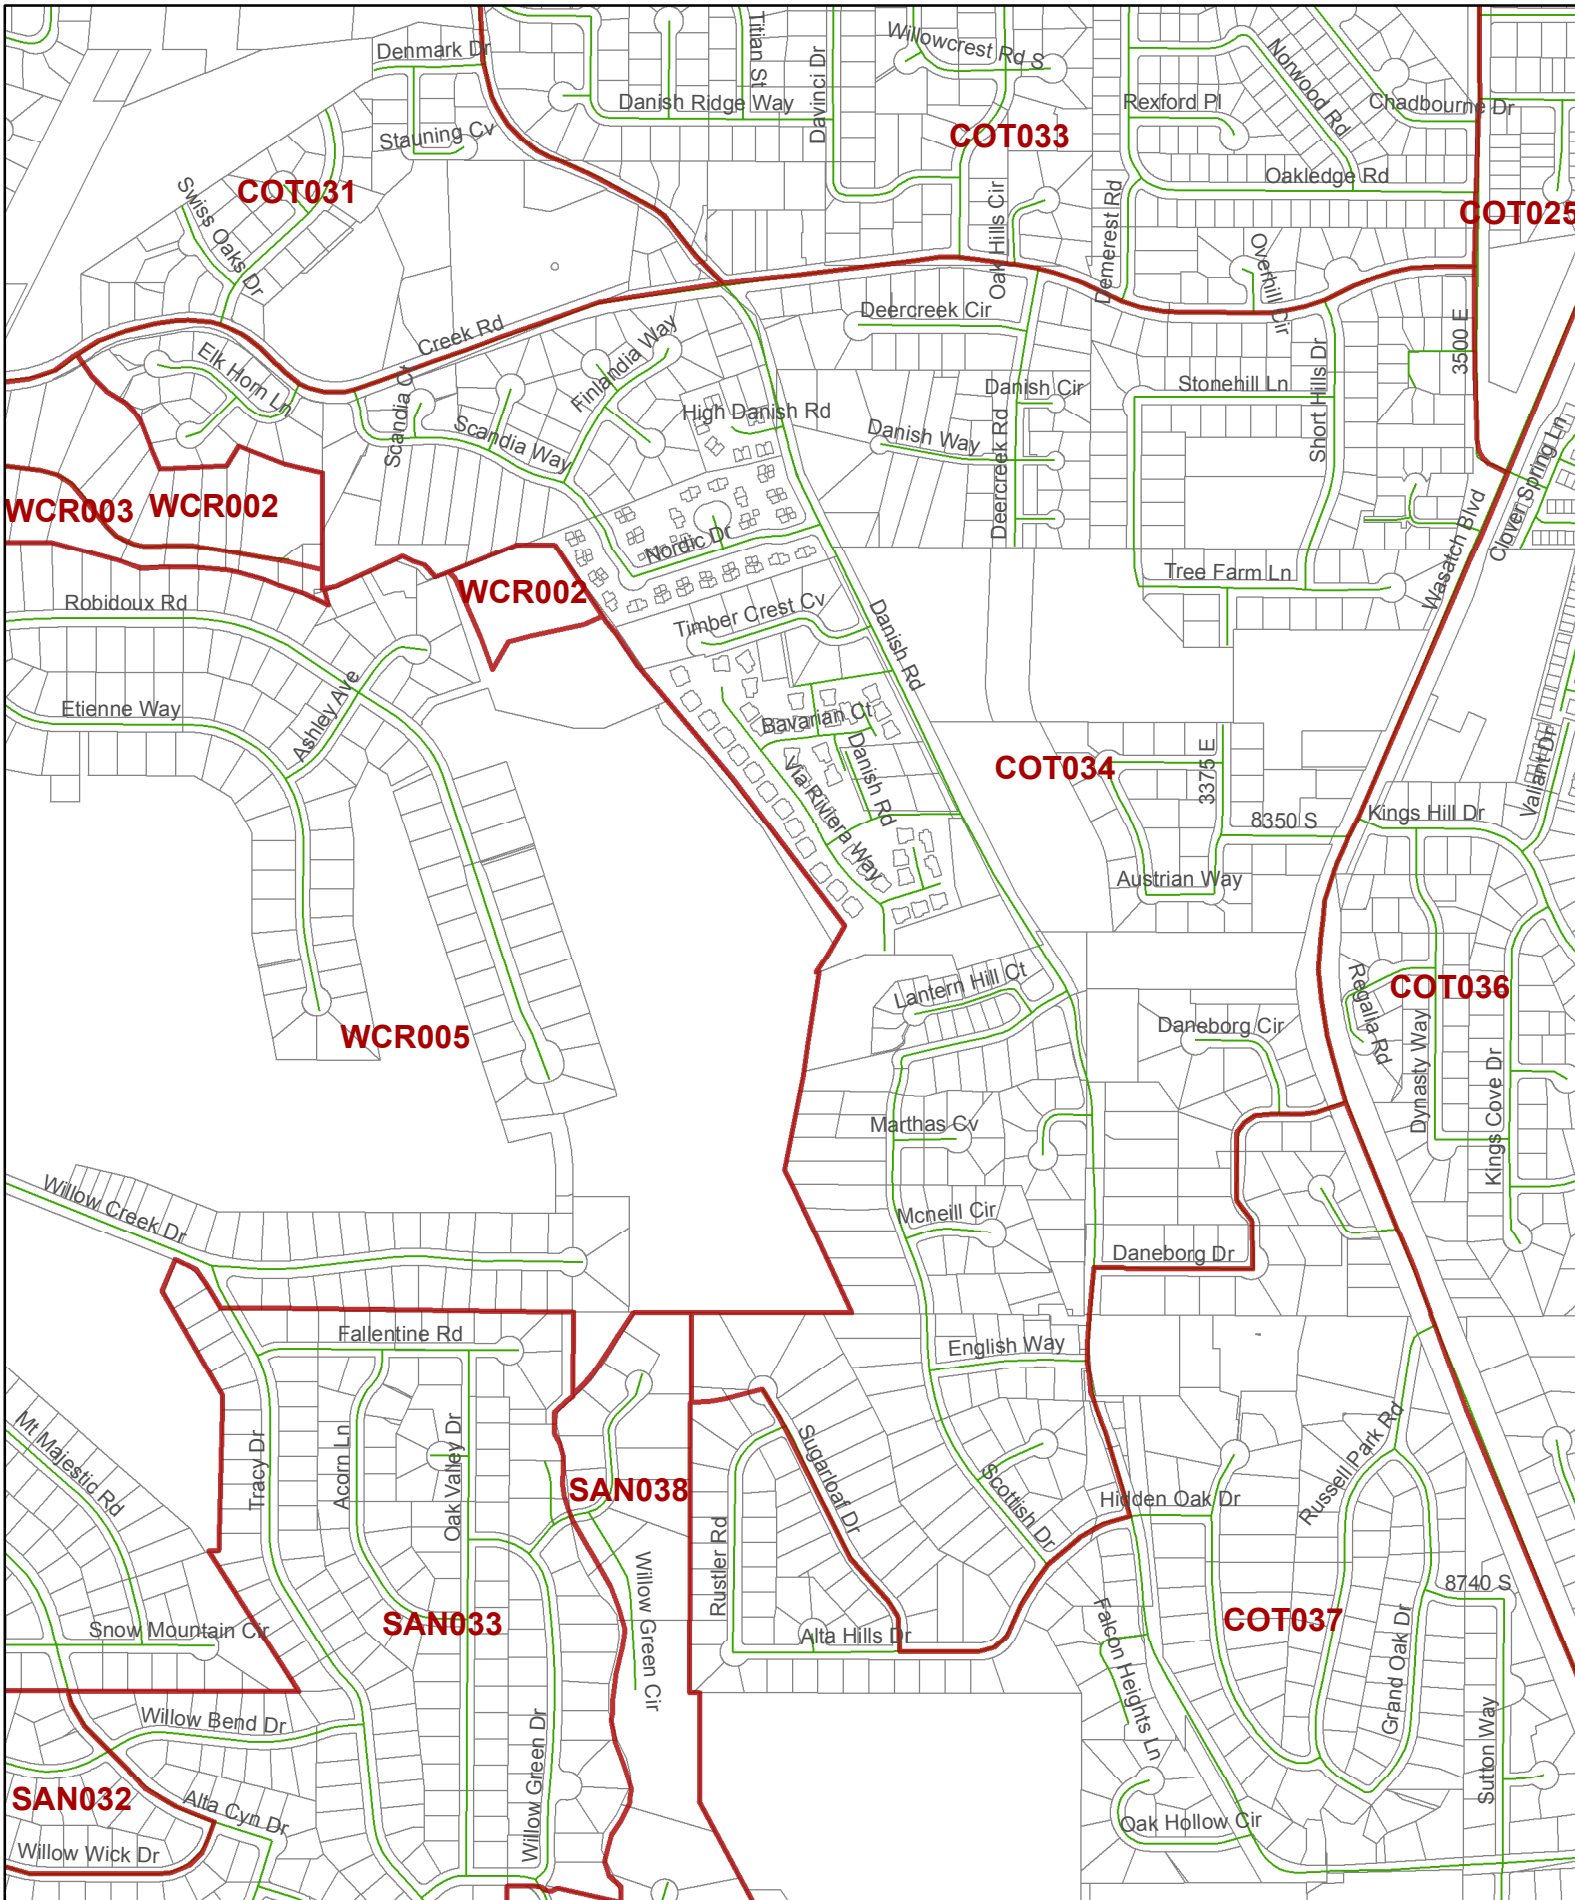 Denmark Dr
Titian St
Davinci Dr
Willowcrest Rd S
Norwood Rd
Danish Ridge Way
Rexford Pl
Chadbourne Dr
Stauning Cv
COT033
Swiss Oaks Dr
COT031
Oakledge Rd
Demerest Rd
COT025
Oak Hills Cir
Overhill Cir
Creek Rd
Deercreek Cir
3500 E
Elk Horn Ln
Finlandia Way
Short Hills Dr
Scandia Ct
Danish Cir
Stonehill Ln
High Danish Rd
Scandia Way
Danish Way
Deercreek Rd
WCR003
WCR002
Clover Spring Ln
Wasatch Blvd
Nordic Dr
Tree Farm Ln
WCR002
Robidoux Rd
Timber Crest Cv
Danish Rd
Ashley Ave
Etienne Way
Bavarian Ct
Danish Rd
Via Riviera Way
COT034
3375 E
Valiant Dr
8350 S
Kings Hill Dr
Austrian Way
Lantern Hill Ct
Regalia Rd
COT036
Daneborg Cir
WCR005
Dynasty Way
Kings Cove Dr
Marthas Cv
Willow Creek Dr
Mcneill Cir
Daneborg Dr
Fallentine Rd
English Way
Mt Majestic Rd
Tracy Dr
Acorn Ln
Oak Valley Dr
Sugarloaf Dr
Russell Park Rd
SAN038
Scottish Dr
Hidden Oak Dr
Rustler Rd
Willow Green Cir
8740 S
Snow Mountain Cir
SAN033
Alta Hills Dr
Falcon Heights Ln
COT037
Grand Oak Dr
Willow Bend Dr
Sutton Way
Willow Green Dr
SAN032
Alta Cyn Dr
Oak Hollow Cir
Willow Wick Dr